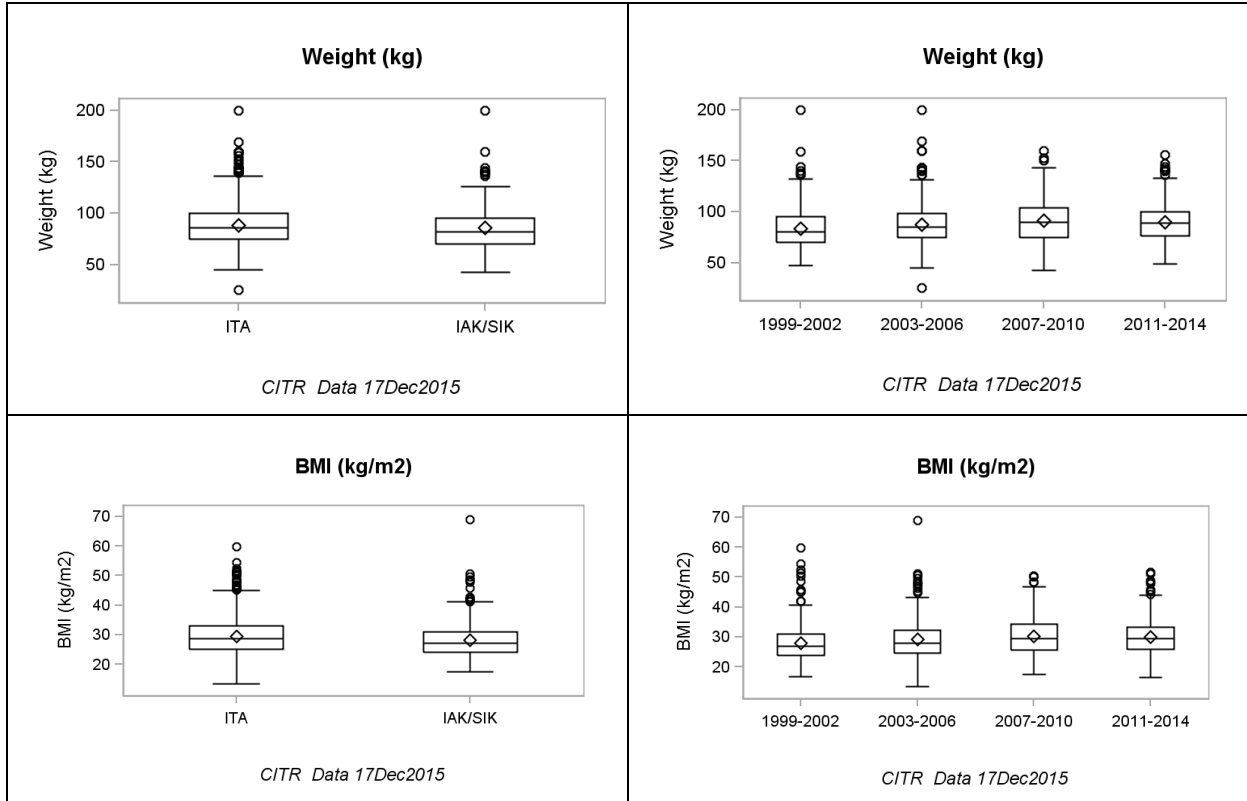 Weight (kg)
Weight (kg)
200
150
100
50
ITA IAK/SIK
CITR Data 17Dec2015
Weight (kg)
Weight (kg)
200
150
100
50
1999-2002 2003-2006 2007-2010 2011-2014
CITR Data 17Dec2015
BMI (kg/m2)
BMI (kg/m2)
70
60
50
40
30
20
ITA IAK/SIK
CITR Data 17Dec2015
BMI (kg/m2)
BMI (kg/m2)
70
60
50
40
30
20
1999-2002 2003-2006 2007-2010 2011-2014
CITR Data 17Dec2015